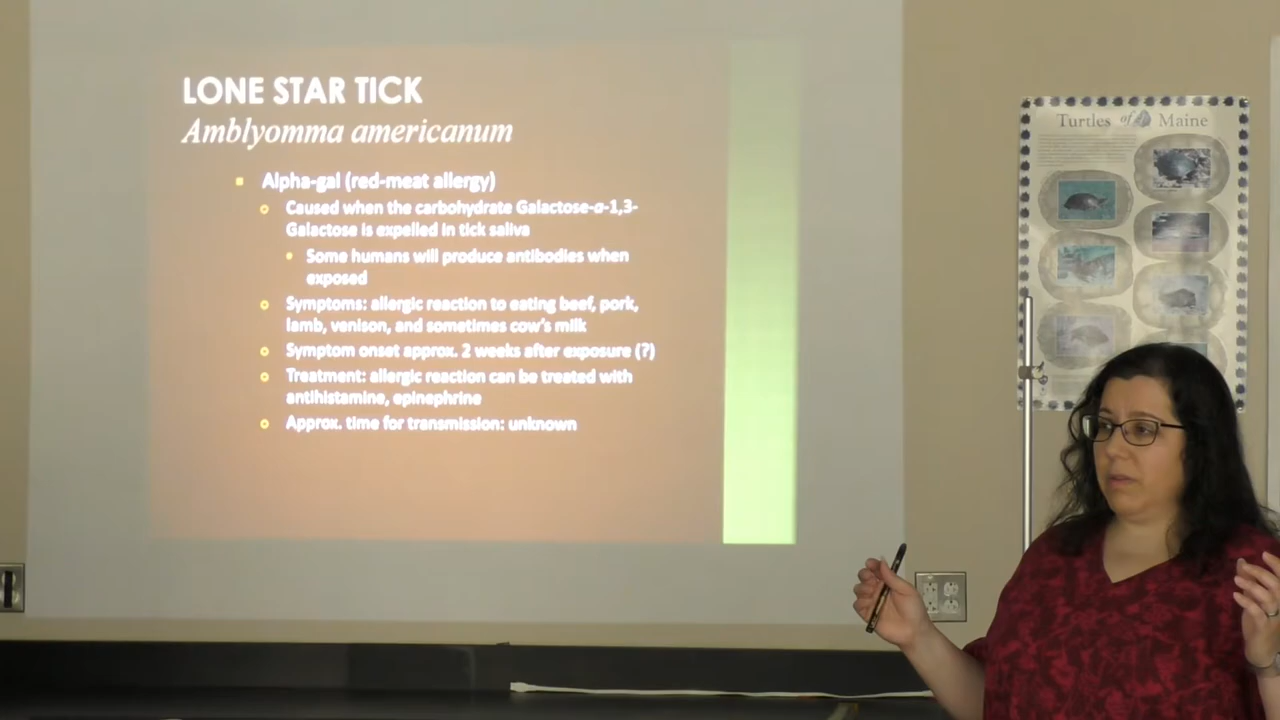 LONE STAR TICK
Amblyomma americanum
Alpha-gal (red-meat allergy)
Caused when the carbohydrate Galactose-α-1,3-
Galactose is expelled in tick saliva
Some humans will produce antibodies when
exposed
Symptoms: allergic reaction to eating beef, pork,
lamb, venison, and sometimes cow's milk
Symptom onset approx. 2 weeks after exposure (?)
Treatment: allergic reaction can be treated with
antihistamine, epinephrine
Approx. time for transmission: unknown
Turtles of Maine